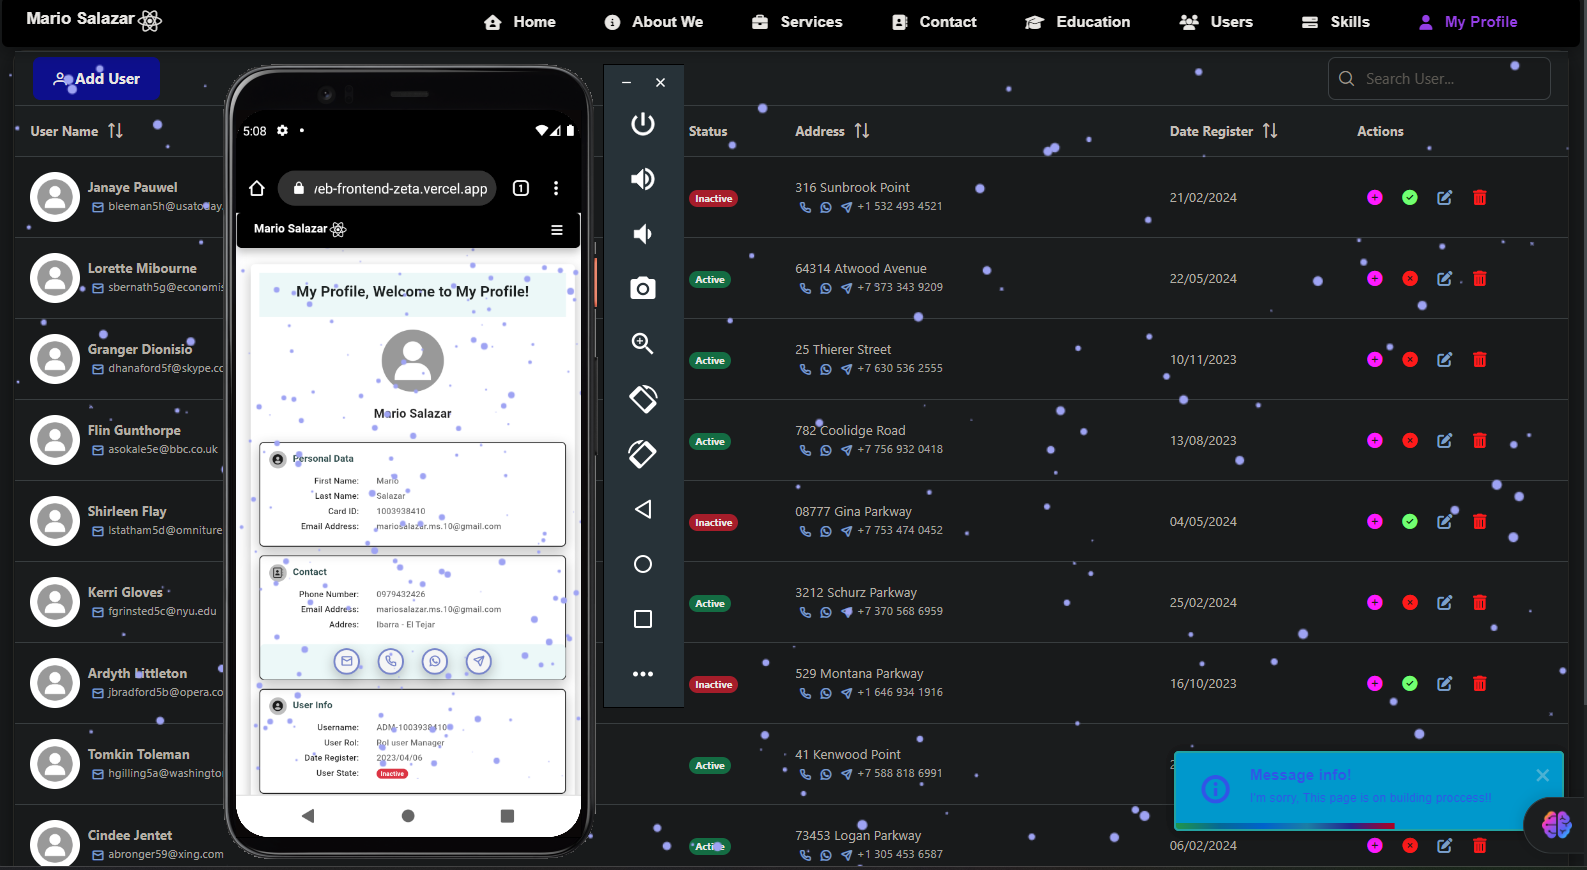 Mario Salazar
Home
About We
Services
Contact
Education
Users
Skills
My Profile
Add User
Search User...
User Name
Status
Address
Date Register
Actions
Janaye Pauwel
bleeman5h@usatoday.
Inactive
316 Sunbrook Point
+1 532 493 4521
21/02/2024
Lorette Mibourne
sbernath5g@economis
Active
64314 Atwood Avenue
+7 373 343 9209
22/05/2024
Granger Dionisio
dhanaford5f@skype.cc
Active
25 Thierer Street
+7 630 536 2555
10/11/2023
Flin Gunthorpe
asokale5e@bbc.co.uk
Active
782 Coolidge Road
+7 756 932 0418
13/08/2023
Shirleen Flay
lstatham5d@omniture
Inactive
08777 Gina Parkway
+7 753 474 0452
04/05/2024
Kerri Gloves
fgrinsted5c@nyu.edu
Active
3212 Schurz Parkway
+7 370 568 6959
25/02/2024
Ardyth Littleton
jbradford5b@opera.co
Inactive
529 Montana Parkway
+1 646 934 1916
16/10/2023
Tomkin Toleman
hgilling5a@washingto
Active
41 Kenwood Point
+7 588 818 6991
2
Cindee Jentet
abronger59@xing.com
Active
73453 Logan Parkway
+1 305 453 6587
06/02/2024
5:08
eb-frontend-zeta.vercel.app
1
Mario Salazar
My Profile, Welcome to My Profile!
Mario Salazar
Personal Data
First Name: Mario
Last Name: Salazar
Card ID: 1003938410
Email Address: mariosalazar.ms.10@gmail.com
Contact
Phone Number: 0979432426
Email Address: mariosalazar.ms.10@gmail.com
Addres: Ibarra - El Tejar
User Info
Username: ADM-1003938410
User Rol: Rol user Manager
Date Register: 2023/04/06
User State: Inactive
Message info!
I'm sorry, This page is on building proccess!!